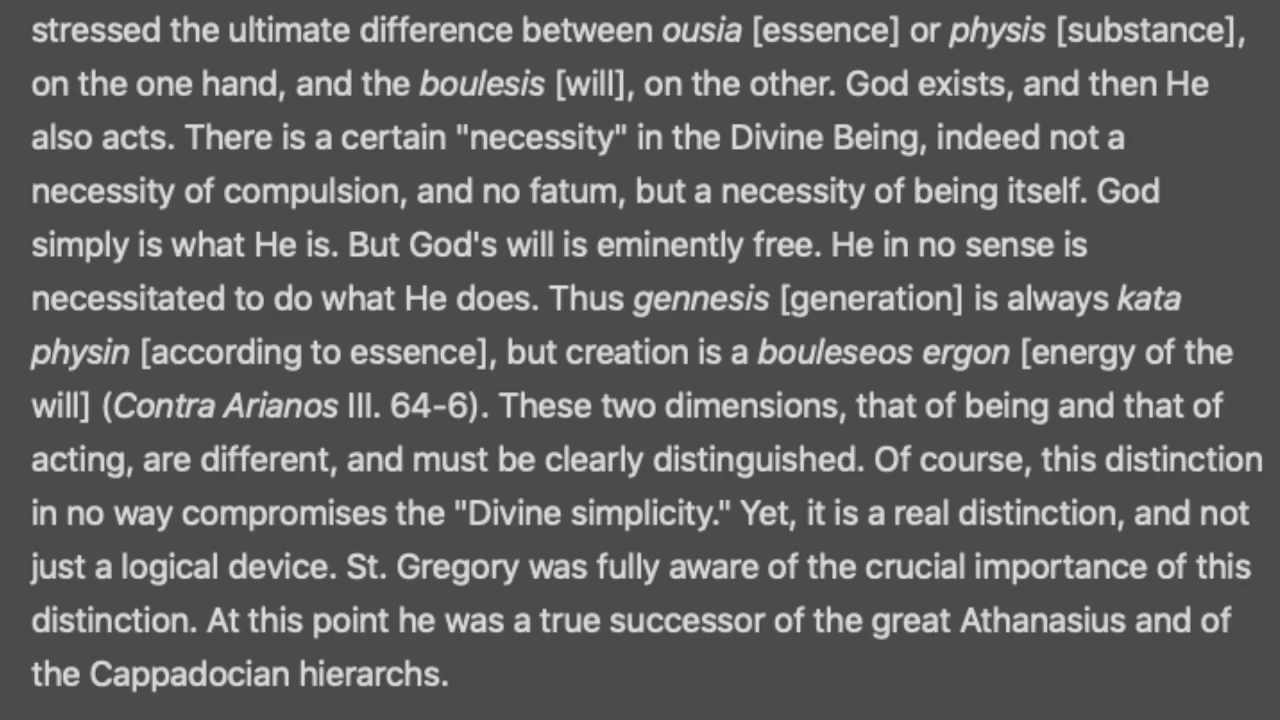 stressed the ultimate difference between ousia [essence] or physis [substance],
on the one hand, and the boulesis [will], on the other. God exists, and then He
also acts. There is a certain "necessity" in the Divine Being, indeed not a
necessity of compulsion, and no fatum, but a necessity of being itself. God
simply is what He is. But God's will is eminently free. He in no sense is
necessitated to do what He does. Thus gennesis [generation] is always kata
physin [according to essence], but creation is a bouleseos ergon [energy of the
will] (Contra Arianos III. 64-6). These two dimensions, that of being and that of
acting, are different, and must be clearly distinguished. Of course, this distinction
in no way compromises the "Divine simplicity." Yet, it is a real distinction, and not
just a logical device. St. Gregory was fully aware of the crucial importance of this
distinction. At this point he was a true successor of the great Athanasius and of
the Cappadocian hierarchs.